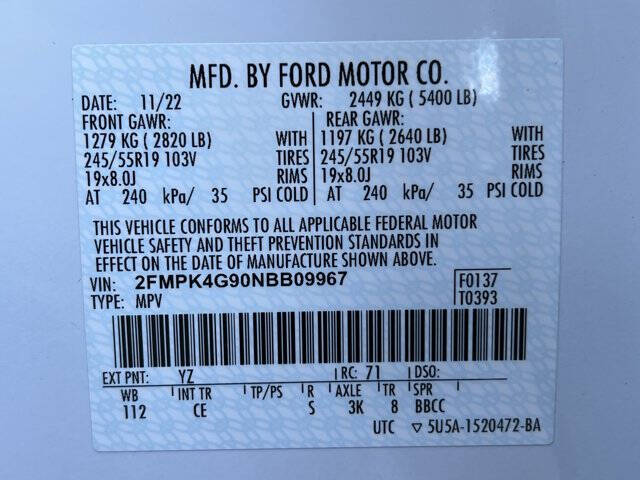 MFD. BY FORD MOTOR CO.
DATE: 11/22 GVWR: 2449 KG ( 5400 LB)
FRONT GAWR: REAR GAWR:
1279 KG ( 2820 LB) WITH 1197 KG ( 2640 LB) WITH
245/55R19 103V TIRES 245/55R19 103V TIRES
19x8.0J RIMS 19x8.0J RIMS
AT 240 kPa/ 35 PSI COLD AT 240 kPa/ 35 PSI COLD
THIS VEHICLE CONFORMS TO ALL APPLICABLE FEDERAL MOTOR
VEHICLE SAFETY AND THEFT PREVENTION STANDARDS IN
EFFECT ON THE DATE OF MANUFACTURE SHOWN ABOVE.
VIN: 2FMPK4G90NBB09967 F0137
TYPE: MPV T0393
EXT PNT: YZ RC: 71 DSO:
WB INT TR TP/PS R AXLE TR SPR
112 CE S 3K 8 BBCC
UTC ▽ 5U5A-1520472-BA